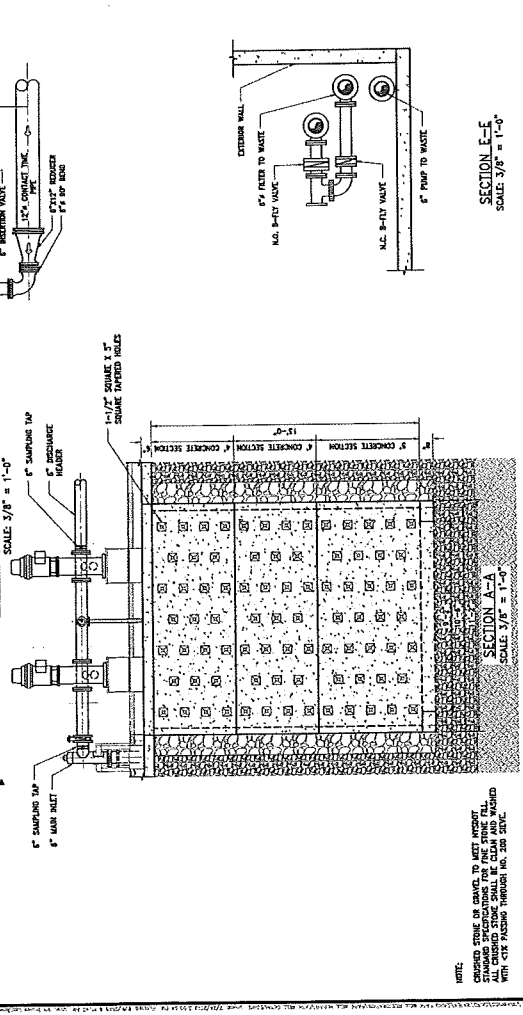 6" INSERTION VALVE
12"ø CONTACT TIME
PIPE
6"X12" REDUCER
6"ø 90° BEND
SCALE: 3/8" = 1'-0"
EXTERIOR WALL
6"ø FILTER TO WASTE
N.O. B-FLY VALVE
N.C. B-FLY VALVE
6" PUMP TO WASTE
SECTION E-E
SCALE: 3/8" = 1'-0"
6" SAMPLING TAP
6" MAIN INLET
6" SAMPLING TAP
6" DISCHARGE
HEADER
1-1/2" SQUARE X 5"
SQUARE TAPERED HOLES
4' CONCRETE SECTION
4' CONCRETE SECTION
5' CONCRETE SECTION
13'-0"
SECTION A-A
SCALE: 3/8" = 1'-0"
NOTE:
CRUSHED STONE OR GRAVEL TO MEET NYSDOT
STANDARD SPECIFICATIONS FOR FINE STONE FILL.
ALL CRUSHED STONE SHALL BE CLEAN AND WASHED
WITH <1% PASSING THROUGH NO. 200 SIEVE.